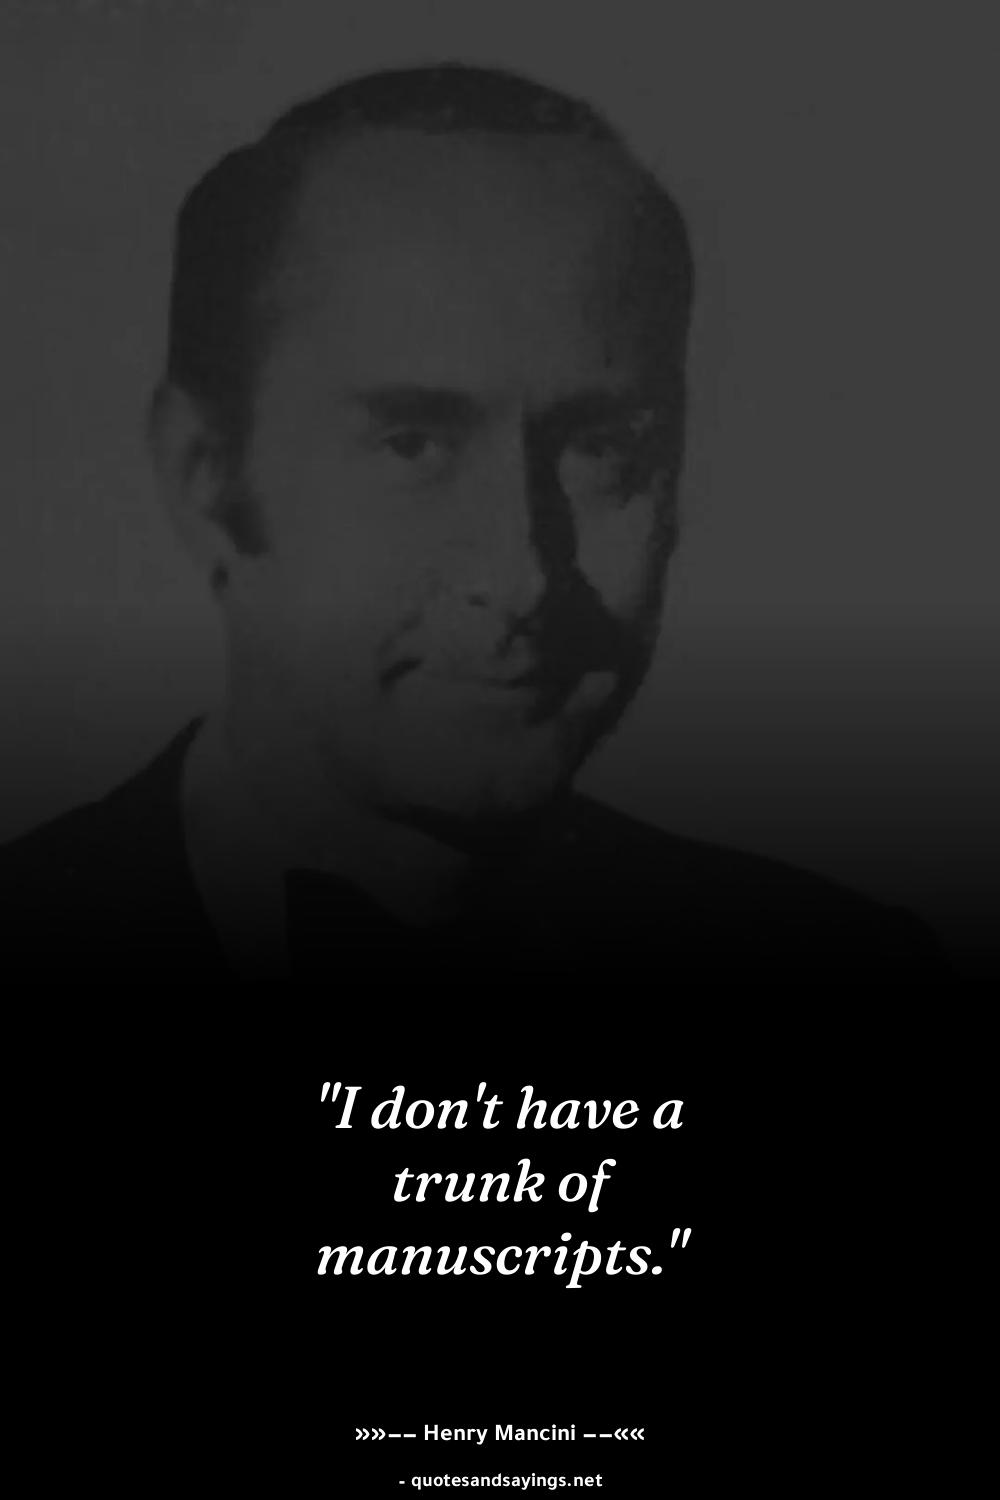 "I don't have a
trunk of
manuscripts."
»»−− Henry Mancini −−««
- quotesandsayings.net